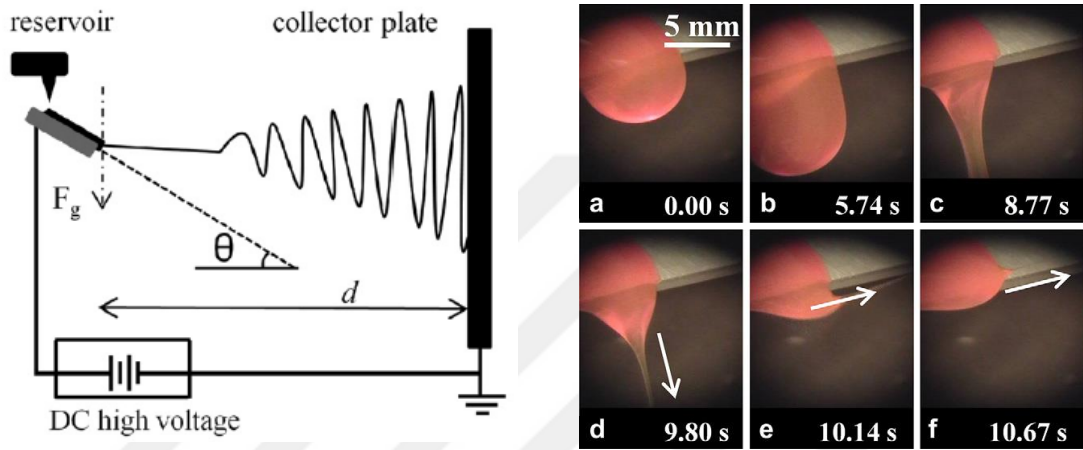 reservoir
collector plate
F_g
θ
d
DC high voltage
5 mm
a 0.00 s
b 5.74 s
c 8.77 s
d 9.80 s
e 10.14 s
f 10.67 s